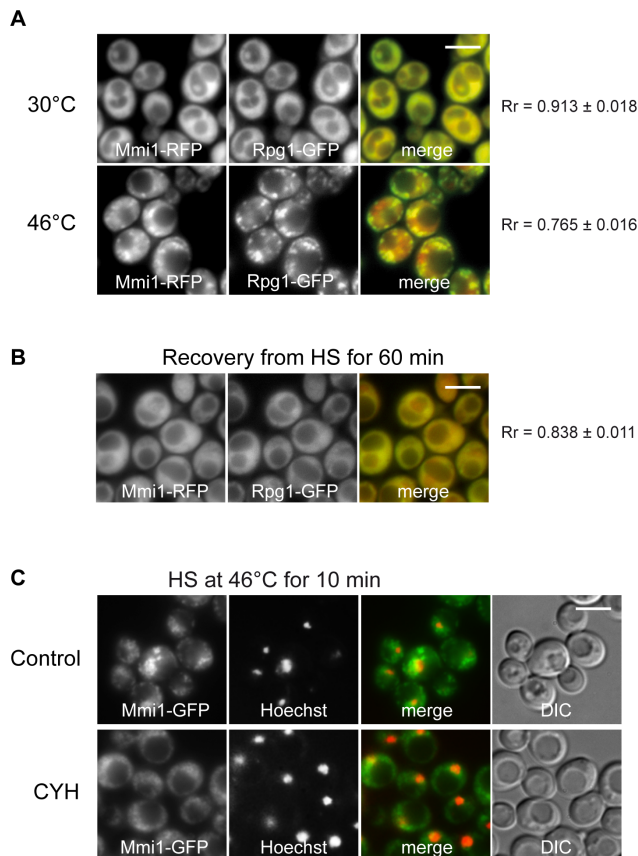 A
30°C
Mmi1-RFP Rpg1-GFP merge
Rr = 0.913 ± 0.018
46°C
Mmi1-RFP Rpg1-GFP merge
Rr = 0.765 ± 0.016
B
Recovery from HS for 60 min
Mmi1-RFP Rpg1-GFP merge
Rr = 0.838 ± 0.011
C
HS at 46°C for 10 min
Control
Mmi1-GFP Hoechst merge DIC
CYH
Mmi1-GFP Hoechst merge DIC